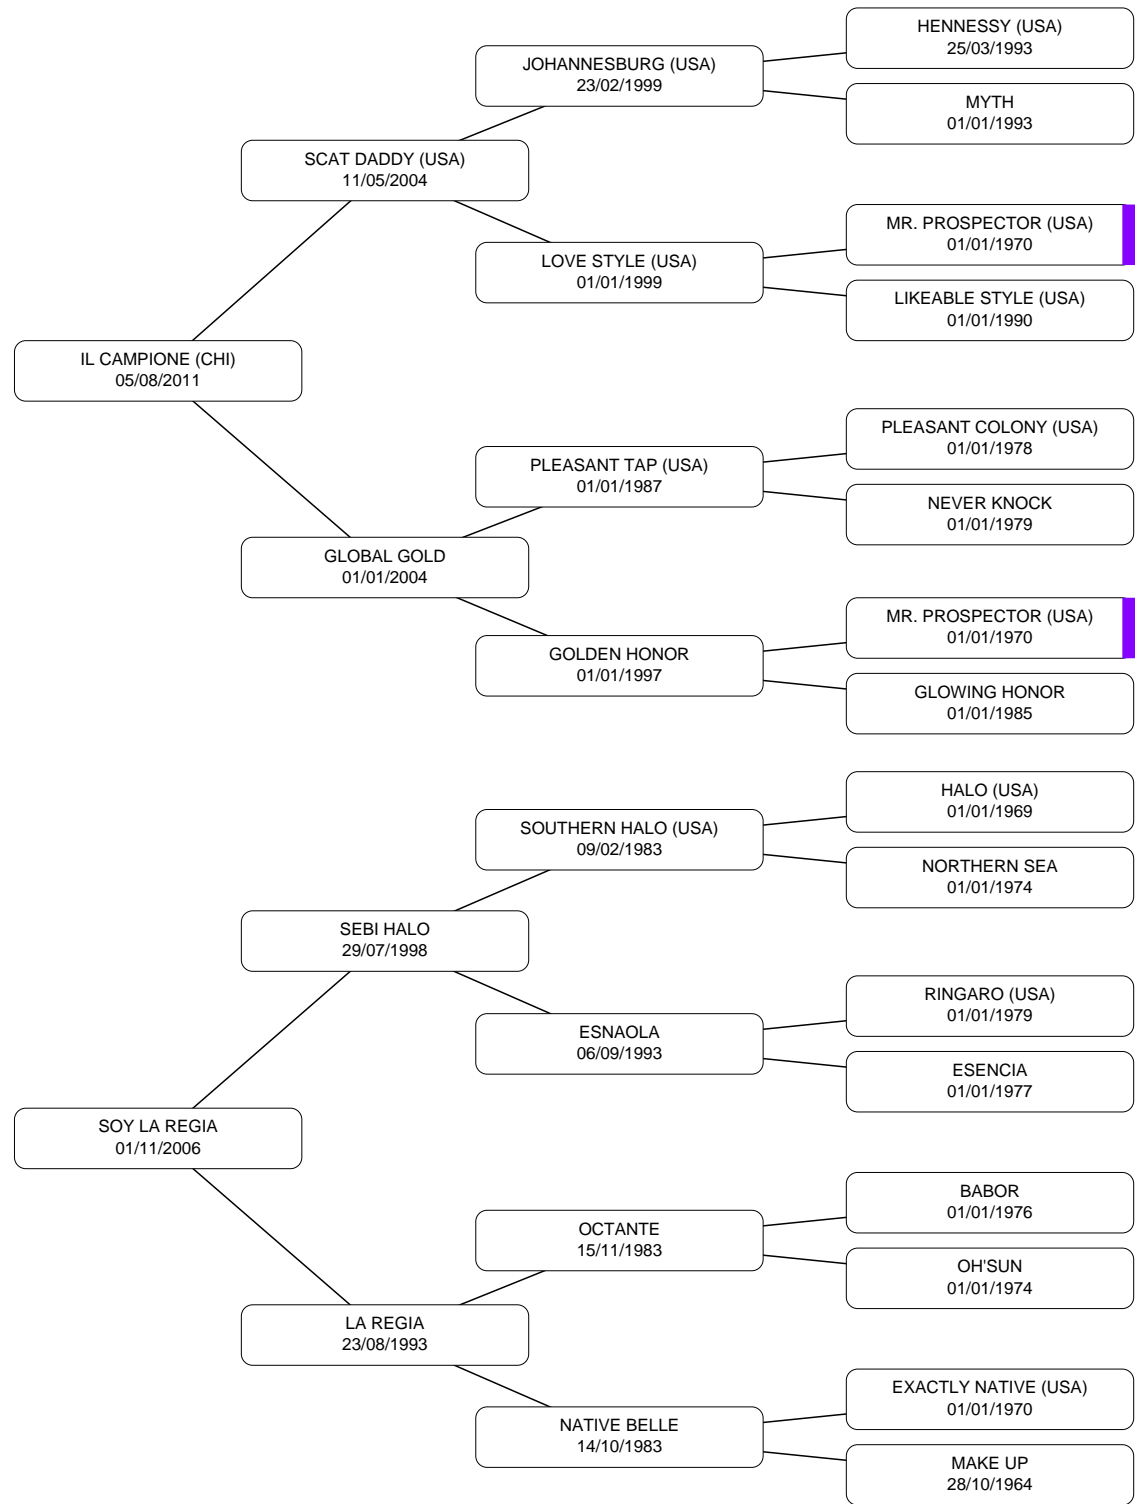 HENNESSY (USA)
25/03/1993
JOHANNESBURG (USA)
23/02/1999
MYTH
01/01/1993
SCAT DADDY (USA)
11/05/2004
MR. PROSPECTOR (USA)
01/01/1970
LOVE STYLE (USA)
01/01/1999
LIKEABLE STYLE (USA)
01/01/1990
IL CAMPIONE (CHI)
05/08/2011
PLEASANT COLONY (USA)
01/01/1978
PLEASANT TAP (USA)
01/01/1987
NEVER KNOCK
01/01/1979
GLOBAL GOLD
01/01/2004
MR. PROSPECTOR (USA)
01/01/1970
GOLDEN HONOR
01/01/1997
GLOWING HONOR
01/01/1985
HALO (USA)
01/01/1969
SOUTHERN HALO (USA)
09/02/1983
NORTHERN SEA
01/01/1974
SEBI HALO
29/07/1998
RINGARO (USA)
01/01/1979
ESNAOLA
06/09/1993
ESENCIA
01/01/1977
SOY LA REGIA
01/11/2006
BABOR
01/01/1976
OCTANTE
15/11/1983
OH'SUN
01/01/1974
LA REGIA
23/08/1993
EXACTLY NATIVE (USA)
01/01/1970
NATIVE BELLE
14/10/1983
MAKE UP
28/10/1964